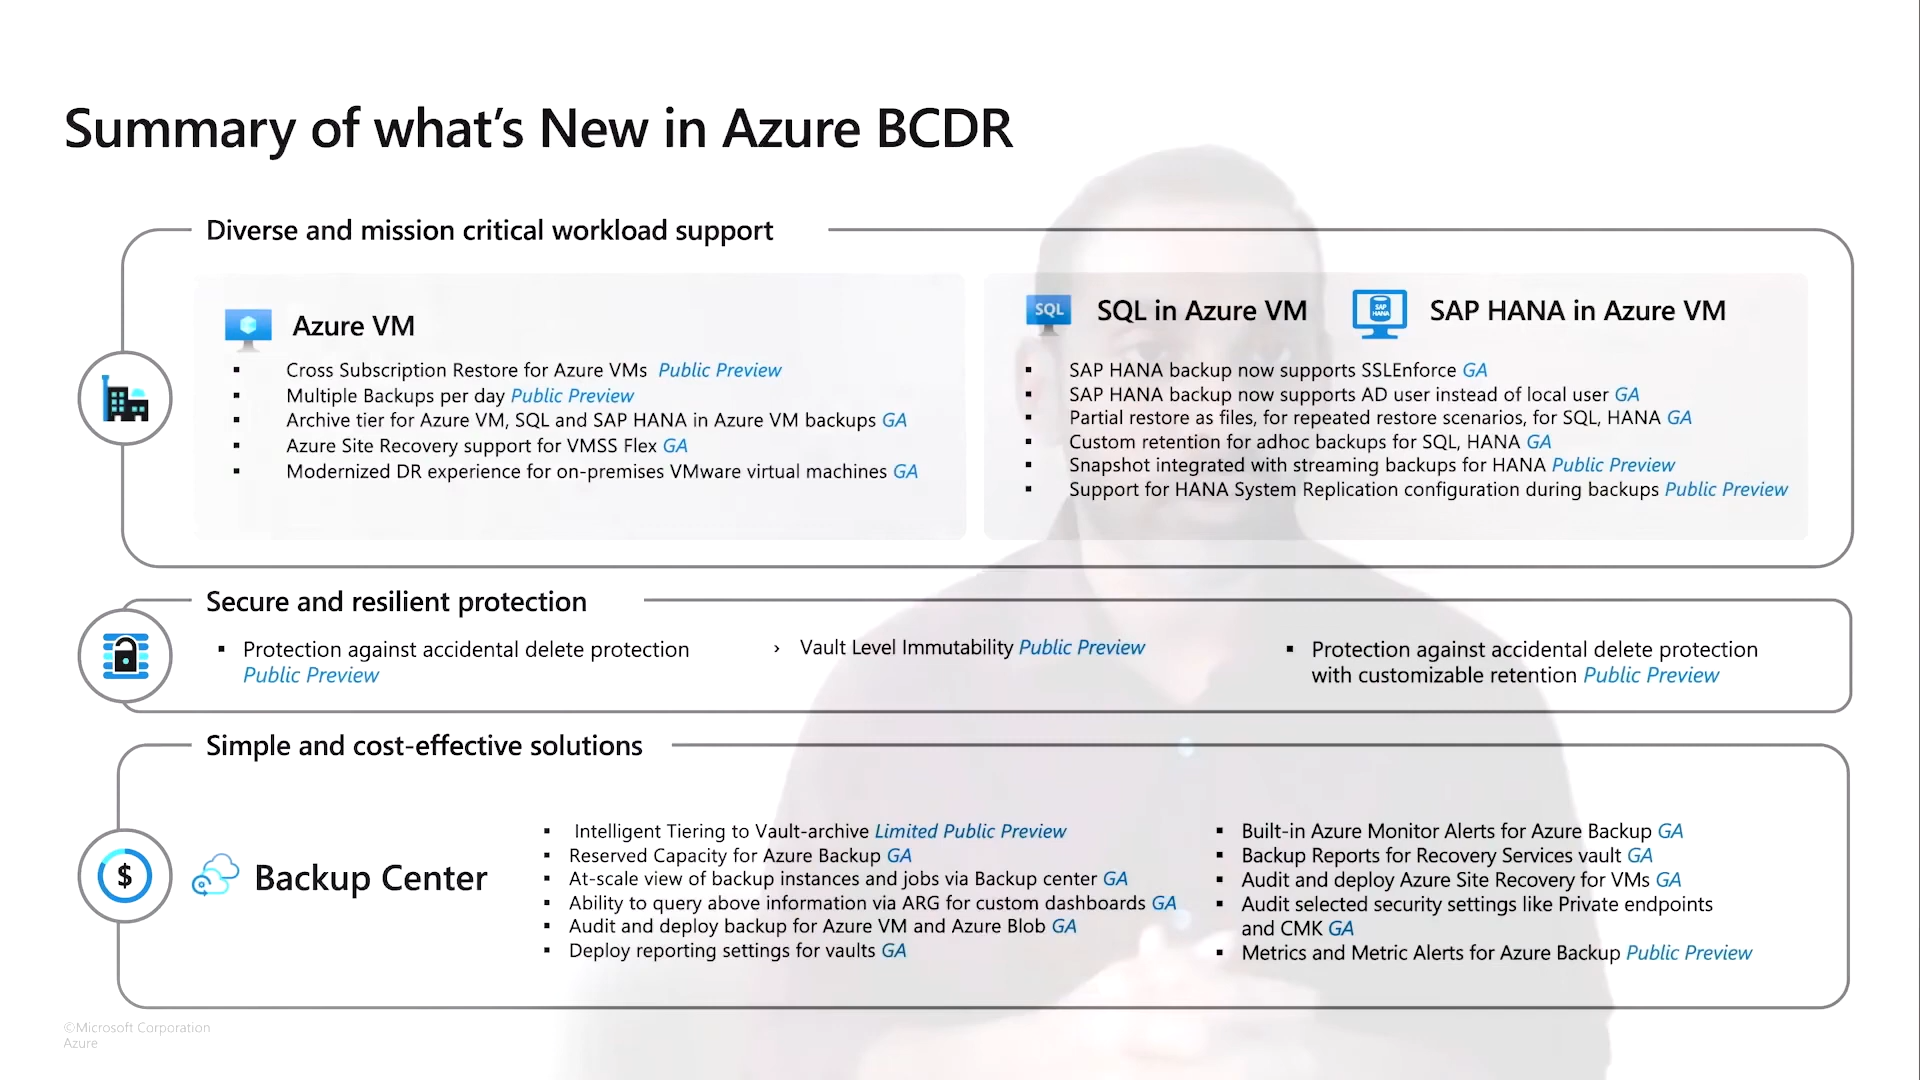 Summary of what's New in Azure BCDR
Diverse and mission critical workload support
Azure VM
Cross Subscription Restore for Azure VMs Public Preview
Multiple Backups per day Public Preview
Archive tier for Azure VM, SQL and SAP HANA in Azure VM backups GA
Azure Site Recovery support for VMSS Flex GA
Modernized DR experience for on-premises VMware virtual machines GA
SQL
SQL in Azure VM
SAP
HANA
SAP HANA in Azure VM
SAP HANA backup now supports SSLEnforce GA
SAP HANA backup now supports AD user instead of local user GA
Partial restore as files, for repeated restore scenarios, for SQL, HANA GA
Custom retention for adhoc backups for SQL, HANA GA
Snapshot integrated with streaming backups for HANA Public Preview
Support for HANA System Replication configuration during backups Public Preview
Secure and resilient protection
Protection against accidental delete protection
Public Preview
Vault Level Immutability Public Preview
Protection against accidental delete protection
with customizable retention Public Preview
Simple and cost-effective solutions
$
Backup Center
Intelligent Tiering to Vault-archive Limited Public Preview
Reserved Capacity for Azure Backup GA
At-scale view of backup instances and jobs via Backup center GA
Ability to query above information via ARG for custom dashboards GA
Audit and deploy backup for Azure VM and Azure Blob GA
Deploy reporting settings for vaults GA
Built-in Azure Monitor Alerts for Azure Backup GA
Backup Reports for Recovery Services vault GA
Audit and deploy Azure Site Recovery for VMs GA
Audit selected security settings like Private endpoints
and CMK GA
Metrics and Metric Alerts for Azure Backup Public Preview
©Microsoft Corporation
Azure